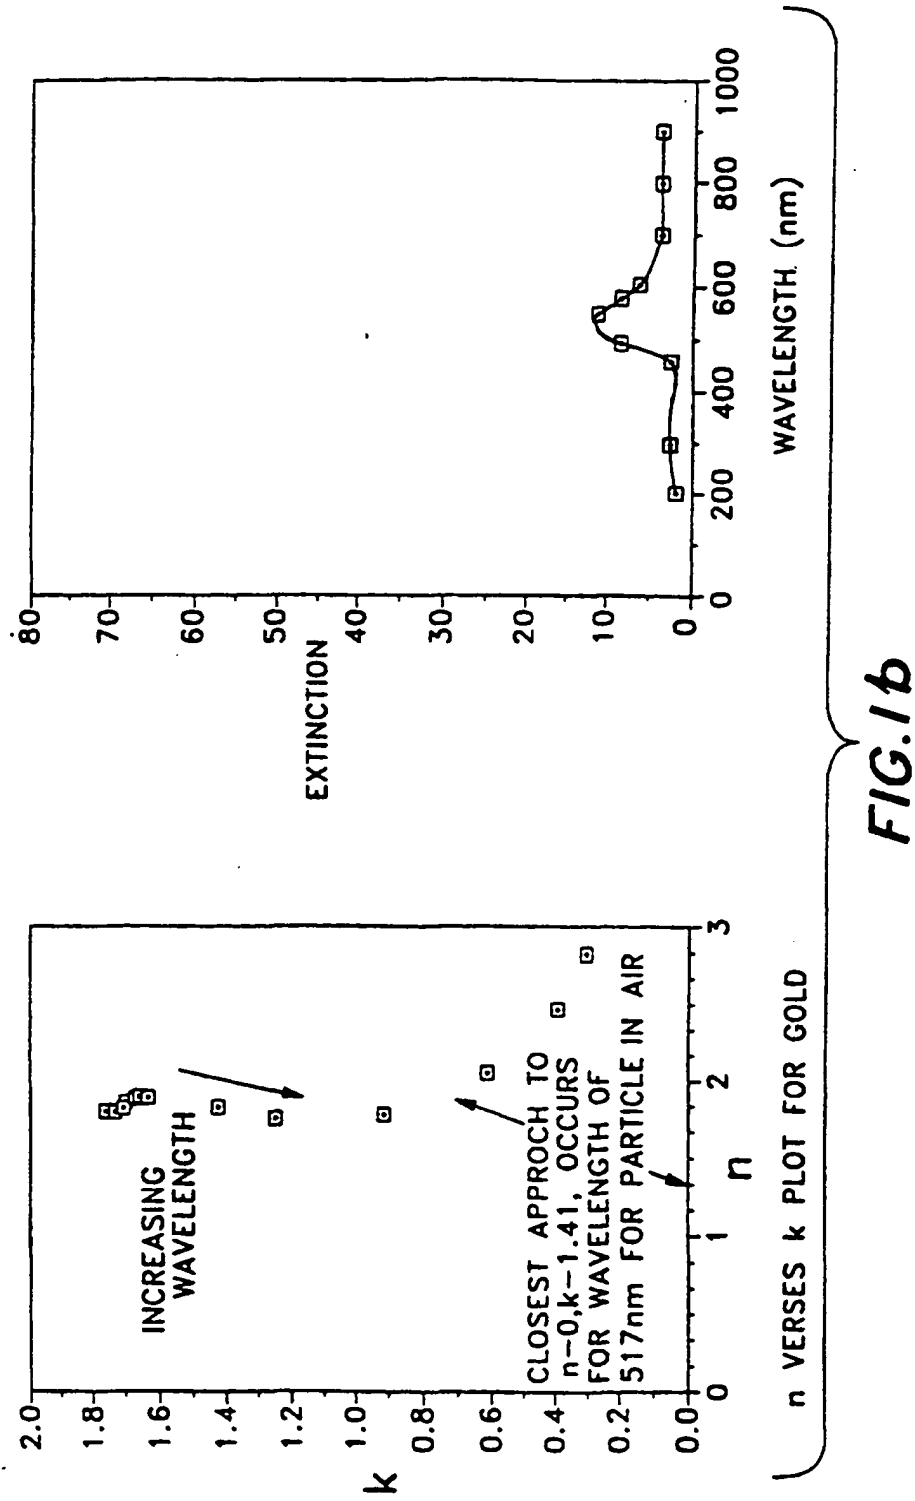 2.0
1.8
1.6
1.4
1.2
1.0
0.8
0.6
0.4
0.2
0.0
k
0
1
2
3
n
INCREASING
WAVELENGTH
CLOSEST APPROCH TO
n-0,k-1.41, OCCURS
FOR WAVELENGTH OF
517nm FOR PARTICLE IN AIR
n VERSES k PLOT FOR GOLD
80
70
60
50
40
30
20
10
0
EXTINCTION
0
200
400
600
800
1000
WAVELENGTH (nm)
FIG.1b